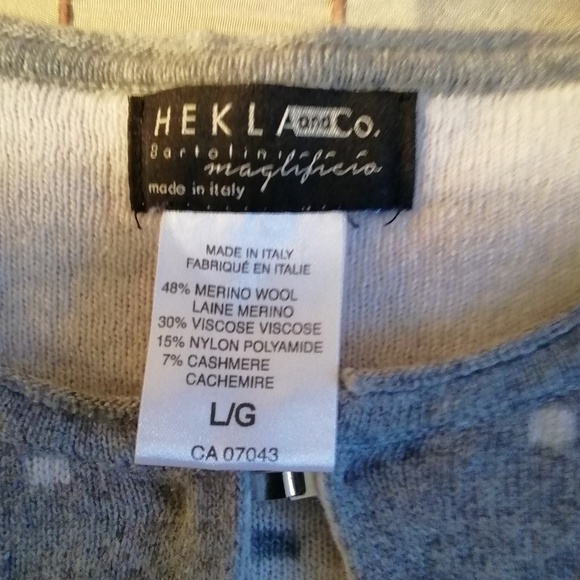 HEKLA and Co.
Bartolini
maglificio
made in italy
MADE IN ITALY
FABRIQUÉ EN ITALIE
48% MERINO WOOL
LAINE MERINO
30% VISCOSE VISCOSE
15% NYLON POLYAMIDE
7% CASHMERE
CACHEMIRE
L/G
CA 07043